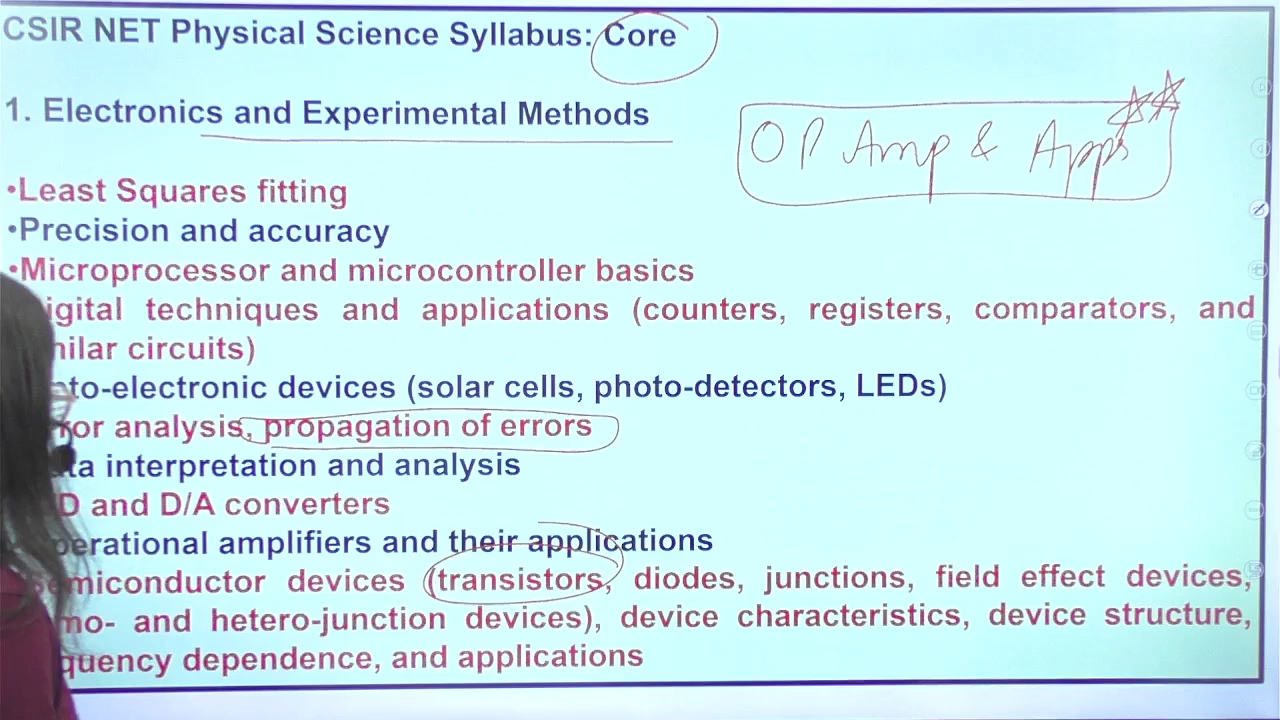 CSIR NET Physical Science Syllabus: Core
1. Electronics and Experimental Methods
OP Amp & Apps
•Least Squares fitting
•Precision and accuracy
•Microprocessor and microcontroller basics
igital techniques and applications (counters, registers, comparators, and
ilar circuits)
to-electronic devices (solar cells, photo-detectors, LEDs)
or analysis, propagation of errors
ta interpretation and analysis
D and D/A converters
perational amplifiers and their applications
emiconductor devices (transistors, diodes, junctions, field effect devices,
mo- and hetero-junction devices), device characteristics, device structure,
quency dependence, and applications